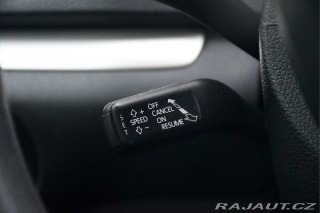 + OFF
SPEED CANCEL
- ON
RESUME
SET
RAJAUT.CZ